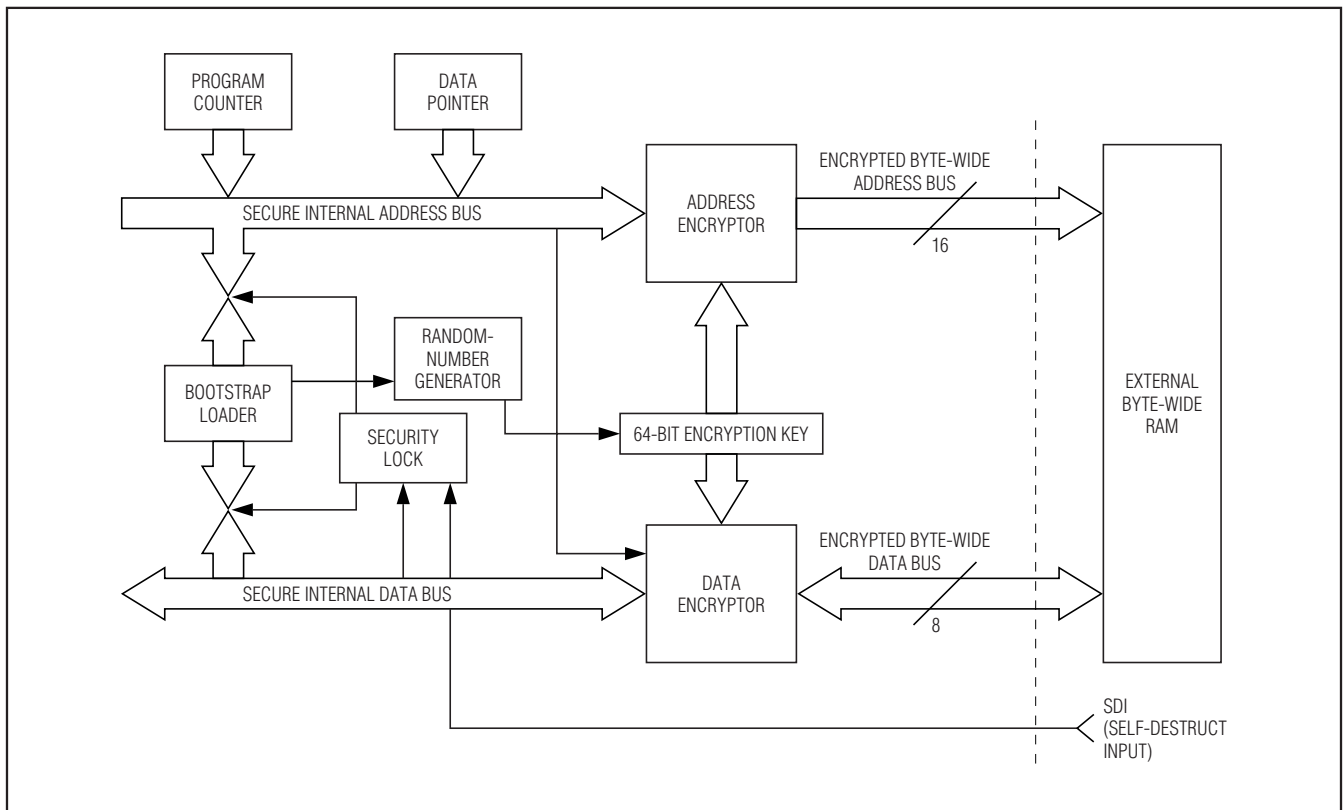 PROGRAM
COUNTER
DATA
POINTER
SECURE INTERNAL ADDRESS BUS
ADDRESS
ENCRYPTOR
ENCRYPTED BYTE-WIDE
ADDRESS BUS
16
RANDOM-
NUMBER
GENERATOR
BOOTSTRAP
LOADER
SECURITY
LOCK
64-BIT ENCRYPTION KEY
EXTERNAL
BYTE-WIDE
RAM
SECURE INTERNAL DATA BUS
DATA
ENCRYPTOR
ENCRYPTED BYTE-WIDE
DATA BUS
8
SDI
(SELF-DESTRUCT
INPUT)